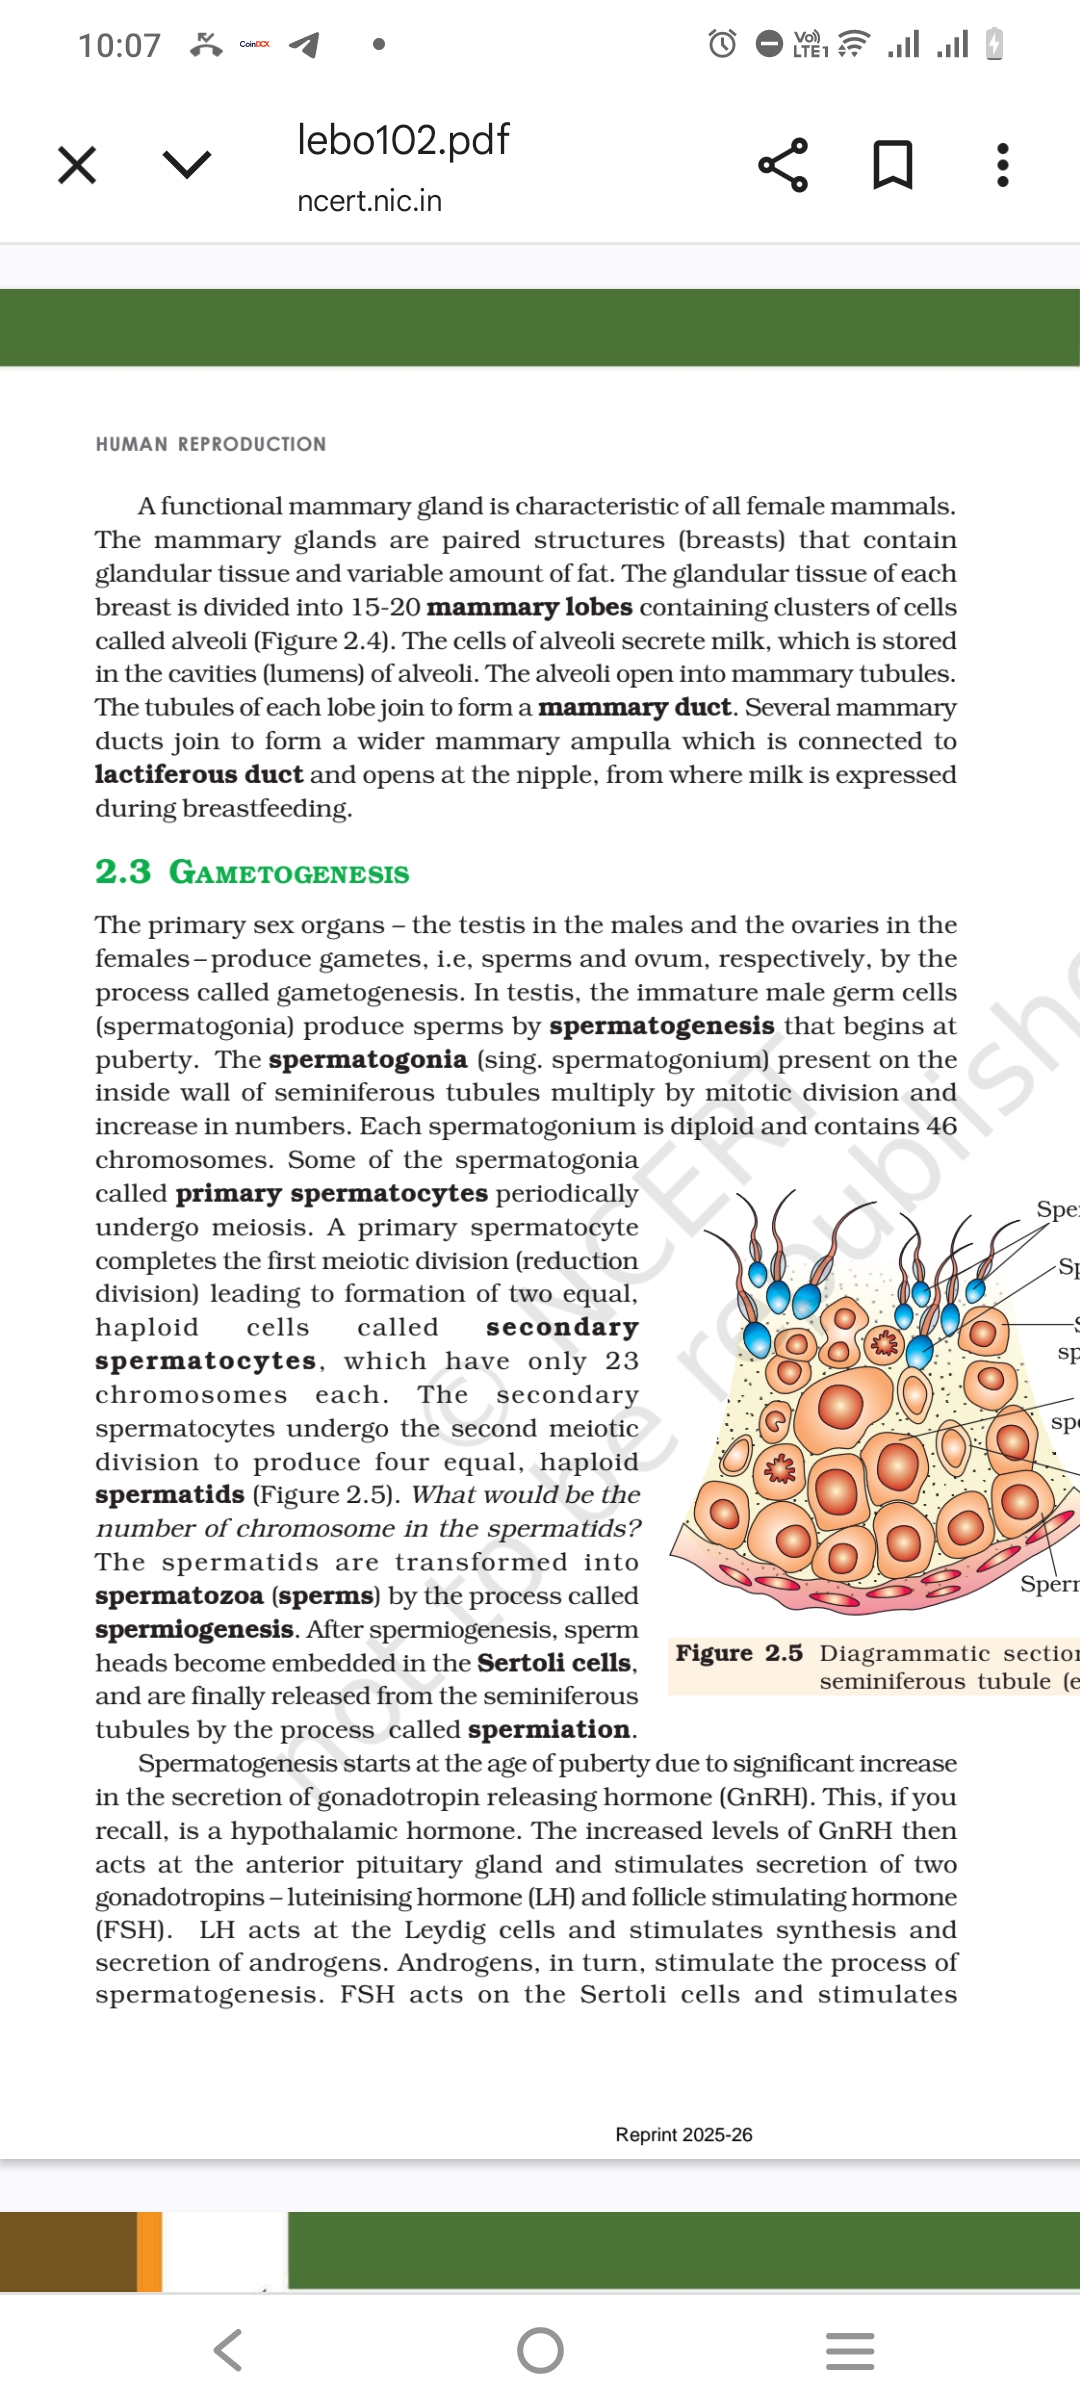 10:07
CoinDCX
Vo))
LTE1
lebo102.pdf
ncert.nic.in
HUMAN REPRODUCTION
A functional mammary gland is characteristic of all female mammals.
The mammary glands are paired structures (breasts) that contain
glandular tissue and variable amount of fat. The glandular tissue of each
breast is divided into 15-20 mammary lobes containing clusters of cells
called alveoli (Figure 2.4). The cells of alveoli secrete milk, which is stored
in the cavities (lumens) of alveoli. The alveoli open into mammary tubules.
The tubules of each lobe join to form a mammary duct. Several mammary
ducts join to form a wider mammary ampulla which is connected to
lactiferous duct and opens at the nipple, from where milk is expressed
during breastfeeding.
2.3 GAMETOGENESIS
The primary sex organs – the testis in the males and the ovaries in the
females – produce gametes, i.e, sperms and ovum, respectively, by the
process called gametogenesis. In testis, the immature male germ cells
(spermatogonia) produce sperms by spermatogenesis that begins at
puberty. The spermatogonia (sing. spermatogonium) present on the
inside wall of seminiferous tubules multiply by mitotic division and
increase in numbers. Each spermatogonium is diploid and contains 46
chromosomes. Some of the spermatogonia
called primary spermatocytes periodically
undergo meiosis. A primary spermatocyte
completes the first meiotic division (reduction
division) leading to formation of two equal,
haploid cells called secondary
spermatocytes, which have only 23
chromosomes each. The secondary
spermatocytes undergo the second meiotic
division to produce four equal, haploid
spermatids (Figure 2.5). What would be the
number of chromosome in the spermatids?
The spermatids are transformed into
spermatozoa (sperms) by the process called
spermiogenesis. After spermiogenesis, sperm
heads become embedded in the Sertoli cells,
and are finally released from the seminiferous
tubules by the process called spermiation.
Spe
Sp
sp
spe
Sper
Figure 2.5 Diagrammatic section
seminiferous tubule (e
Spermatogenesis starts at the age of puberty due to significant increase
in the secretion of gonadotropin releasing hormone (GnRH). This, if you
recall, is a hypothalamic hormone. The increased levels of GnRH then
acts at the anterior pituitary gland and stimulates secretion of two
gonadotropins – luteinising hormone (LH) and follicle stimulating hormone
(FSH). LH acts at the Leydig cells and stimulates synthesis and
secretion of androgens. Androgens, in turn, stimulate the process of
spermatogenesis. FSH acts on the Sertoli cells and stimulates
© NCERT
not to be republishe
Reprint 2025-26